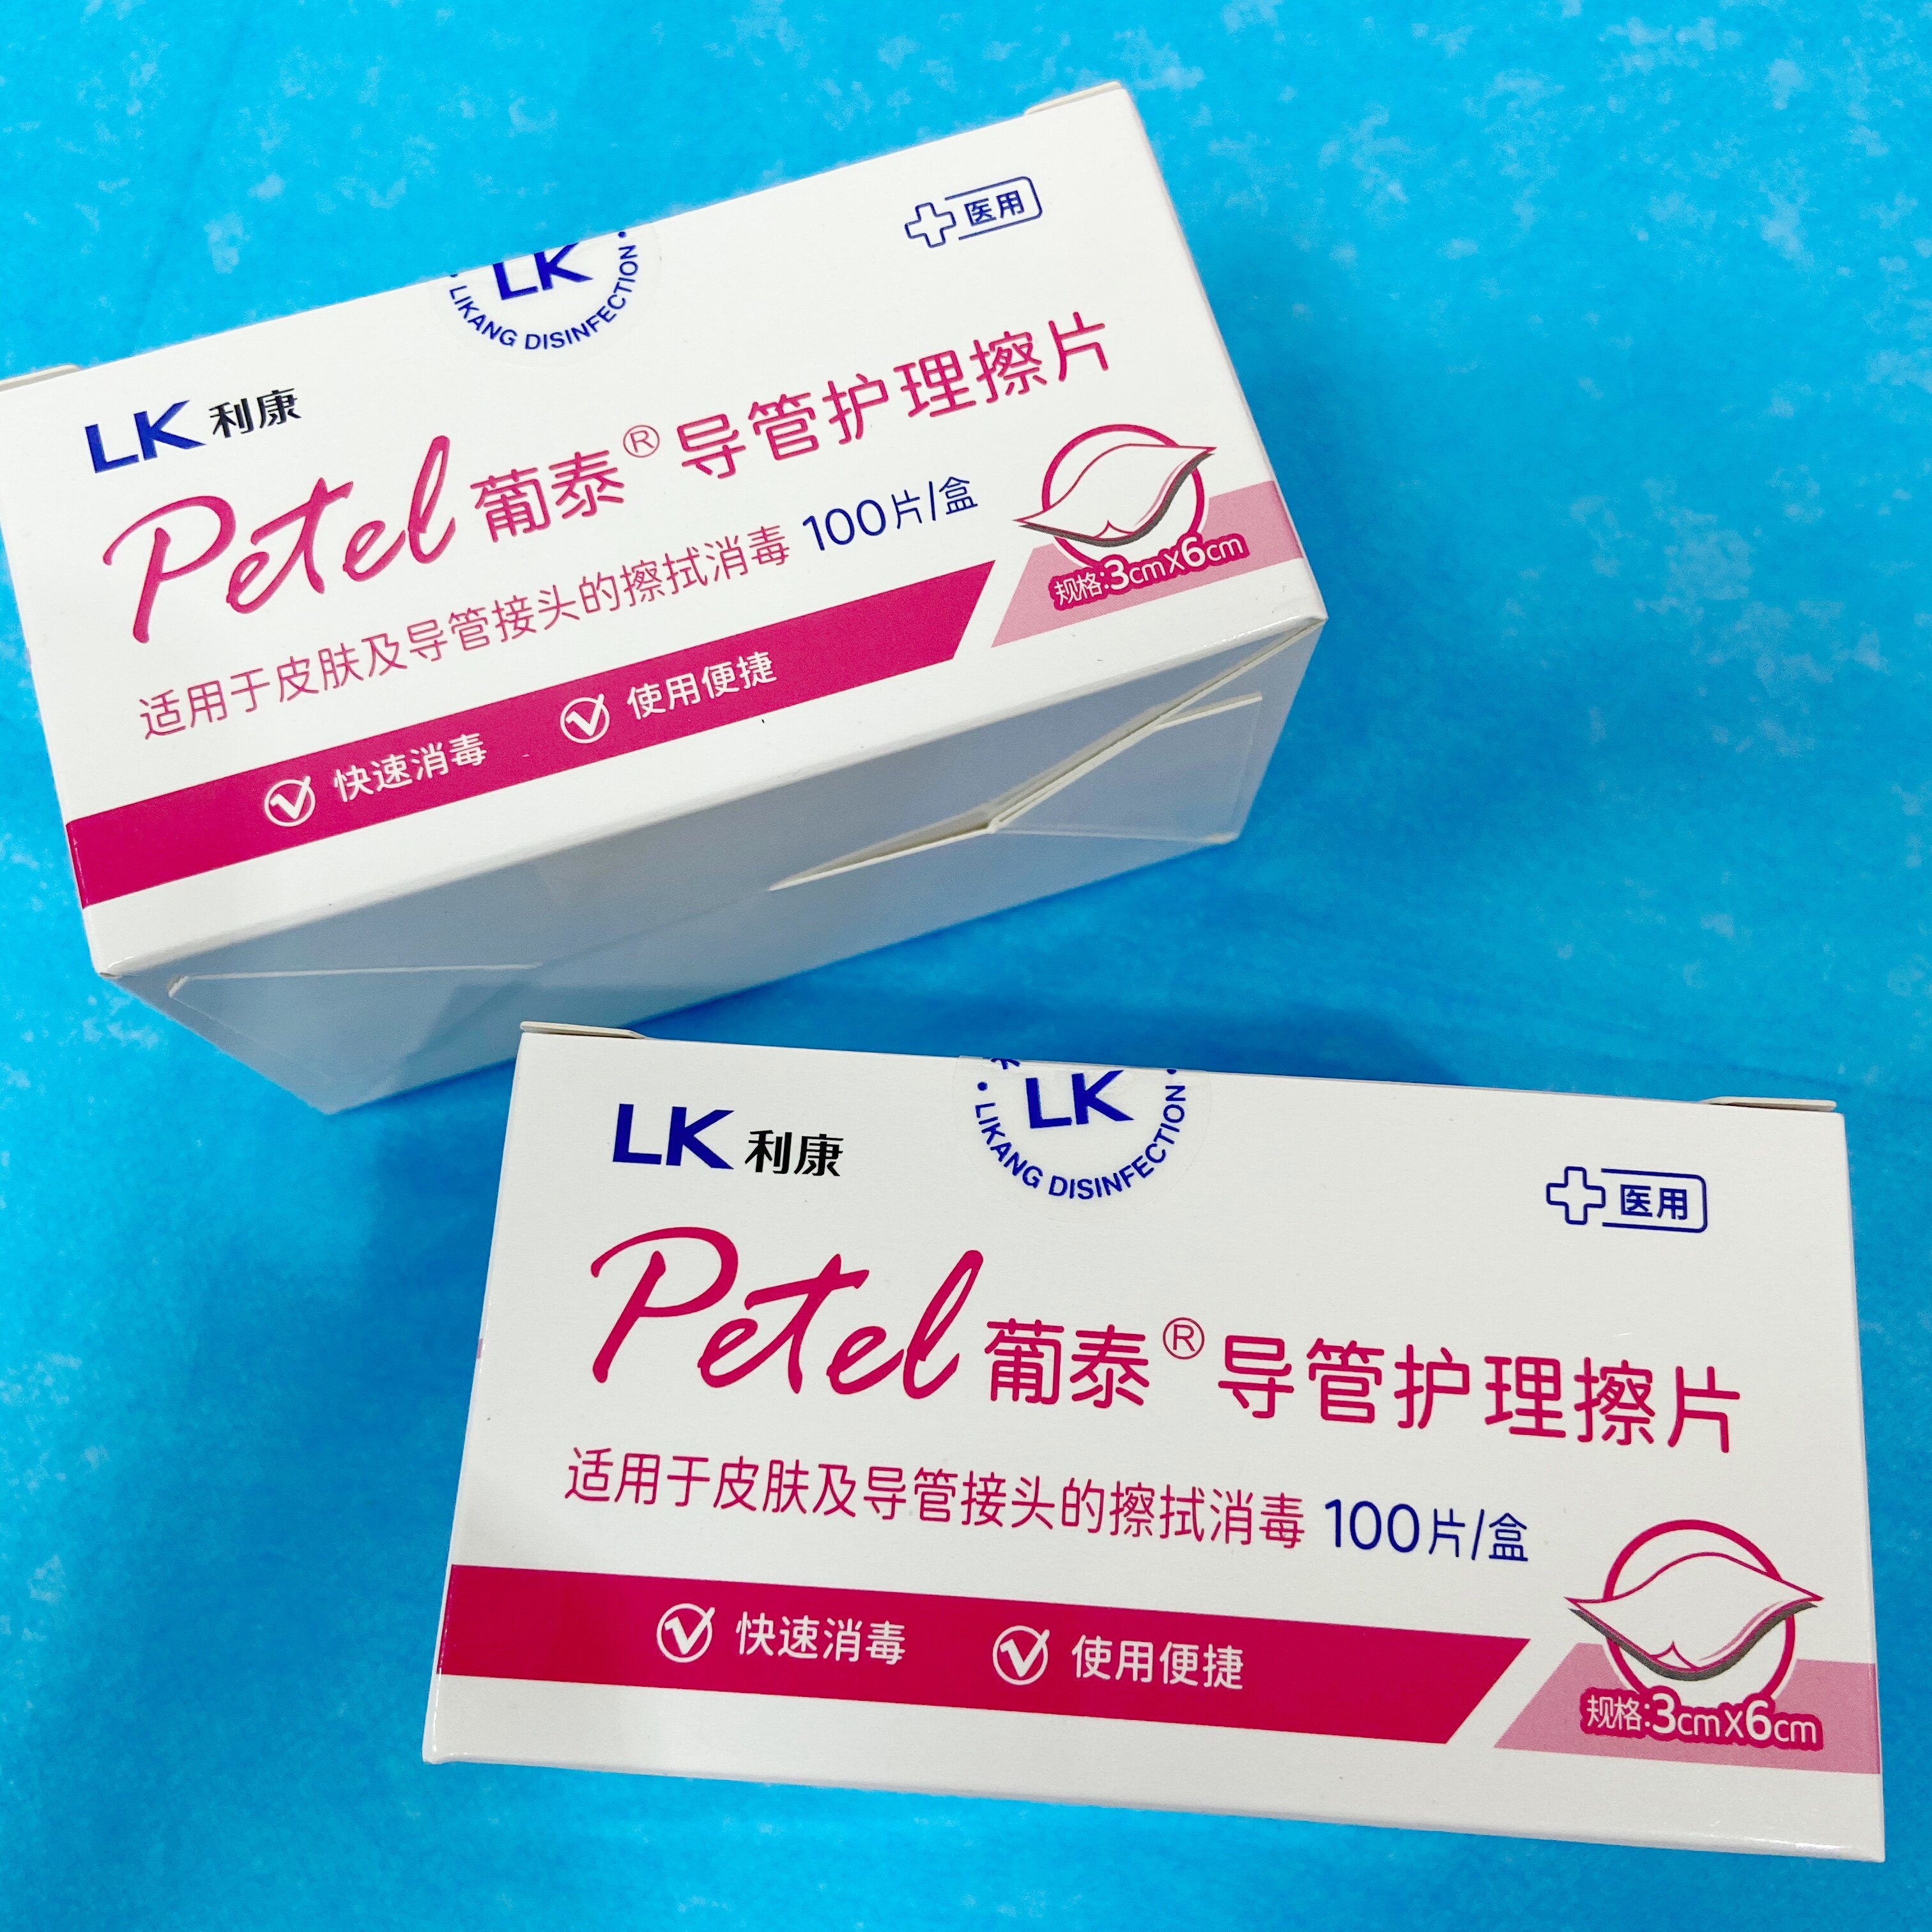 LK
LIKANG DISINFECTION
医用
LK 利康
Petel 葡泰® 导管护理擦片
适用于皮肤及导管接头的擦拭消毒 100片/盒
快速消毒 使用便捷
规格:3cmX6cm
LK
LIKANG DISINFECTION
LK 利康
医用
Petel 葡泰® 导管护理擦片
适用于皮肤及导管接头的擦拭消毒 100片/盒
快速消毒 使用便捷
规格:3cmX6cm